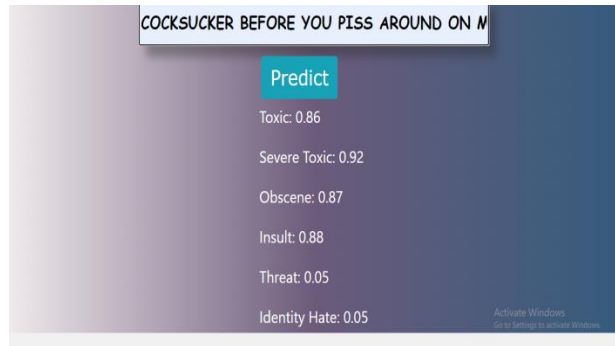 COCKSUCKER BEFORE YOU PISS AROUND ON M
Predict
Toxic: 0.86
Severe Toxic: 0.92
Obscene: 0.87
Insult: 0.88
Threat: 0.05
Identity Hate: 0.05
Activate Windows
Go to Settings to activate Windows.